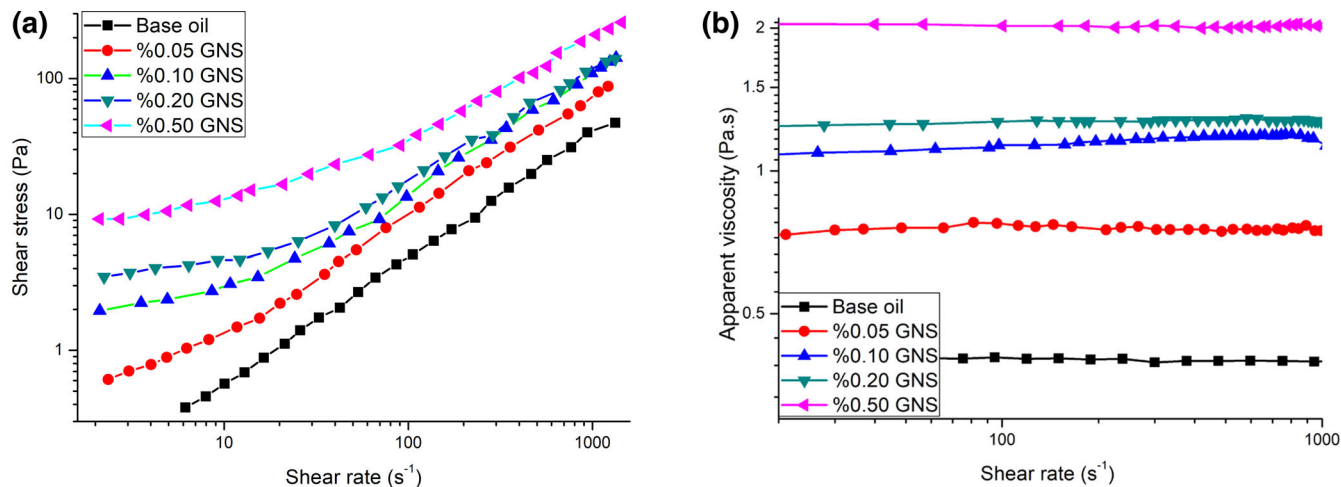 (a)
Base oil
%0.05 GNS
%0.10 GNS
%0.20 GNS
%0.50 GNS
100
10
1
Shear stress (Pa)
10
100
1000
Shear rate (s⁻¹)
(b)
2
1.5
1
0.5
Apparent viscosity (Pa.s)
Base oil
%0.05 GNS
%0.10 GNS
%0.20 GNS
%0.50 GNS
100
1000
Shear rate (s⁻¹)